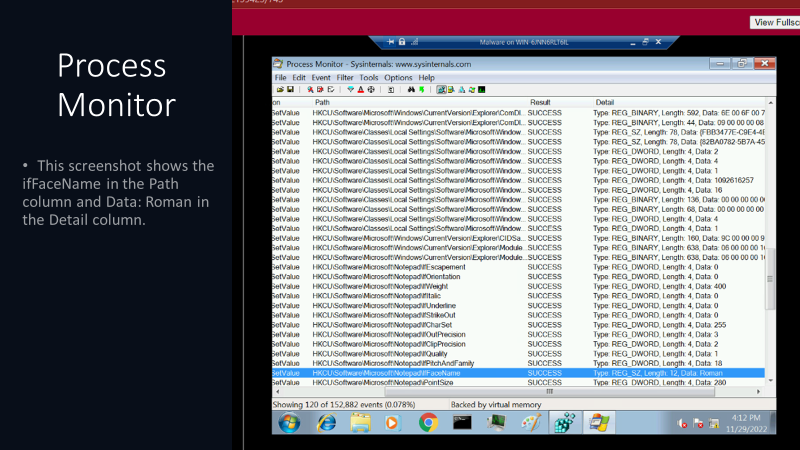 View Fullscr
Malware on WIN-6JNN6RLT6IL
Process
Monitor
• This screenshot shows the
ifFaceName in the Path
column and Data: Roman in
the Detail column.
Process Monitor - Sysinternals: www.sysinternals.com
File Edit Event Filter Tools Options Help
on Path Result Detail
SetValue HKCU\Software\Microsoft\Windows\CurrentVersion\Explorer\ComDl... SUCCESS Type: REG_BINARY, Length: 592, Data: 6E 00 6F 00 7
SetValue HKCU\Software\Microsoft\Windows\CurrentVersion\Explorer\ComDl... SUCCESS Type: REG_BINARY, Length: 44, Data: 09 00 00 00 08
SetValue HKCU\Software\Classes\Local Settings\Software\Microsoft\Window... SUCCESS Type: REG_SZ, Length: 78, Data: {FBB3477E-C9E4-4E
SetValue HKCU\Software\Classes\Local Settings\Software\Microsoft\Window... SUCCESS Type: REG_SZ, Length: 78, Data: {82BA0782-5B7A-45
SetValue HKCU\Software\Classes\Local Settings\Software\Microsoft\Window... SUCCESS Type: REG_DWORD, Length: 4, Data: 2
SetValue HKCU\Software\Classes\Local Settings\Software\Microsoft\Window... SUCCESS Type: REG_DWORD, Length: 4, Data: 4
SetValue HKCU\Software\Classes\Local Settings\Software\Microsoft\Window... SUCCESS Type: REG_DWORD, Length: 4, Data: 1
SetValue HKCU\Software\Classes\Local Settings\Software\Microsoft\Window... SUCCESS Type: REG_DWORD, Length: 4, Data: 1092616257
SetValue HKCU\Software\Classes\Local Settings\Software\Microsoft\Window... SUCCESS Type: REG_DWORD, Length: 4, Data: 16
SetValue HKCU\Software\Classes\Local Settings\Software\Microsoft\Window... SUCCESS Type: REG_BINARY, Length: 136, Data: 00 00 00 00 0
SetValue HKCU\Software\Classes\Local Settings\Software\Microsoft\Window... SUCCESS Type: REG_BINARY, Length: 68, Data: 00 00 00 00 00
SetValue HKCU\Software\Classes\Local Settings\Software\Microsoft\Window... SUCCESS Type: REG_DWORD, Length: 4, Data: 4
SetValue HKCU\Software\Classes\Local Settings\Software\Microsoft\Window... SUCCESS Type: REG_DWORD, Length: 4, Data: 1
SetValue HKCU\Software\Microsoft\Windows\CurrentVersion\Explorer\CIDSa... SUCCESS Type: REG_BINARY, Length: 160, Data: 9C 00 00 00 9
SetValue HKCU\Software\Microsoft\Windows\CurrentVersion\Explorer\Module... SUCCESS Type: REG_BINARY, Length: 638, Data: 06 00 00 00 1
SetValue HKCU\Software\Microsoft\Windows\CurrentVersion\Explorer\Module... SUCCESS Type: REG_BINARY, Length: 638, Data: 06 00 00 00 1
SetValue HKCU\Software\Microsoft\Notepad\lfEscapement SUCCESS Type: REG_DWORD, Length: 4, Data: 0
SetValue HKCU\Software\Microsoft\Notepad\lfOrientation SUCCESS Type: REG_DWORD, Length: 4, Data: 0
SetValue HKCU\Software\Microsoft\Notepad\lfWeight SUCCESS Type: REG_DWORD, Length: 4, Data: 400
SetValue HKCU\Software\Microsoft\Notepad\lfItalic SUCCESS Type: REG_DWORD, Length: 4, Data: 0
SetValue HKCU\Software\Microsoft\Notepad\lfUnderline SUCCESS Type: REG_DWORD, Length: 4, Data: 0
SetValue HKCU\Software\Microsoft\Notepad\lfStrikeOut SUCCESS Type: REG_DWORD, Length: 4, Data: 0
SetValue HKCU\Software\Microsoft\Notepad\lfCharSet SUCCESS Type: REG_DWORD, Length: 4, Data: 255
SetValue HKCU\Software\Microsoft\Notepad\lfOutPrecision SUCCESS Type: REG_DWORD, Length: 4, Data: 3
SetValue HKCU\Software\Microsoft\Notepad\lfClipPrecision SUCCESS Type: REG_DWORD, Length: 4, Data: 2
SetValue HKCU\Software\Microsoft\Notepad\lfQuality SUCCESS Type: REG_DWORD, Length: 4, Data: 1
SetValue HKCU\Software\Microsoft\Notepad\lfPitchAndFamily SUCCESS Type: REG_DWORD, Length: 4, Data: 18
SetValue HKCU\Software\Microsoft\Notepad\lfFaceName SUCCESS Type: REG_SZ, Length: 12, Data: Roman
SetValue HKCU\Software\Microsoft\Notepad\iPointSize SUCCESS Type: REG_DWORD, Length: 4, Data: 280
Showing 120 of 152,882 events (0.078%) Backed by virtual memory
4:12 PM
11/29/2022